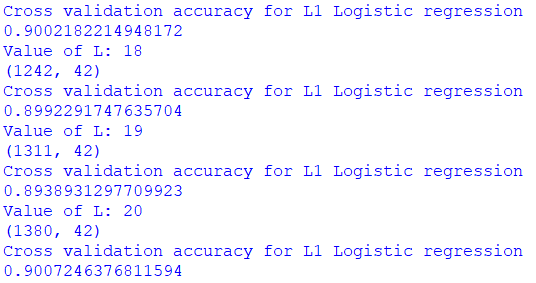 Cross validation accuracy for L1 Logistic regression
0.9002182214948172
Value of L: 18
(1242, 42)
Cross validation accuracy for L1 Logistic regression
0.8992291747635704
Value of L: 19
(1311, 42)
Cross validation accuracy for L1 Logistic regression
0.8938931297709923
Value of L: 20
(1380, 42)
Cross validation accuracy for L1 Logistic regression
0.9007246376811594